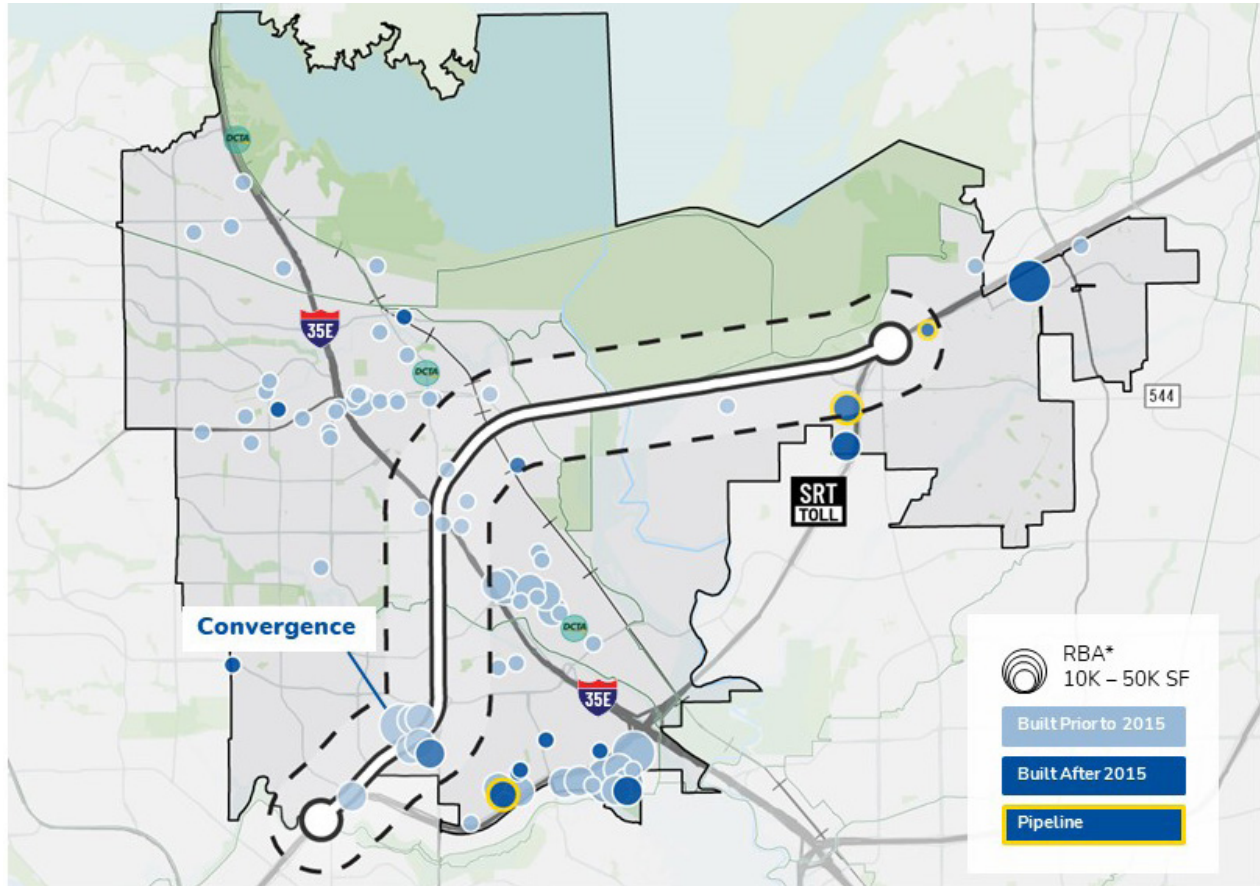 DCTA
35E
DCTA
544
SRT
TOLL
Convergence
DCTA
35E
RBA*
10K – 50K SF
Built Prior to 2015
Built After 2015
Pipeline